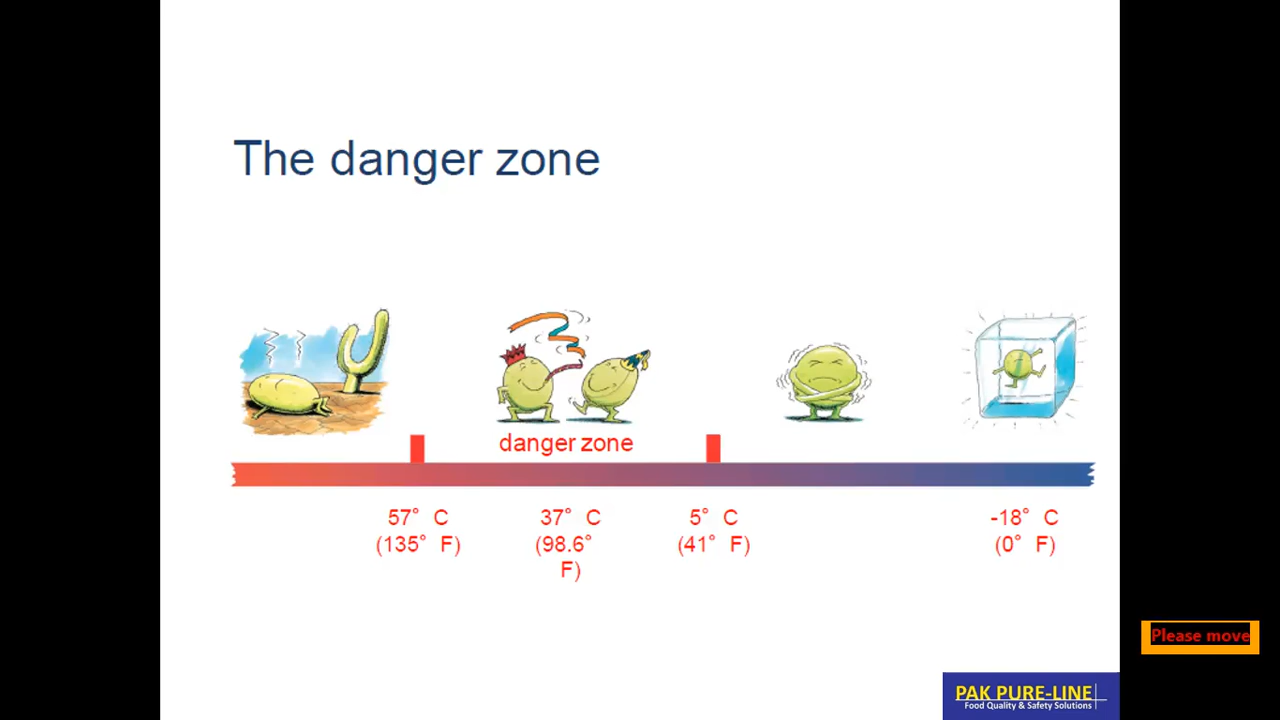 The danger zone
danger zone
57° C
(135° F)
37° C
(98.6°
F)
5° C
(41° F)
-18° C
(0° F)
Please move
PAK PURE-LINE
Food Quality & Safety Solutions